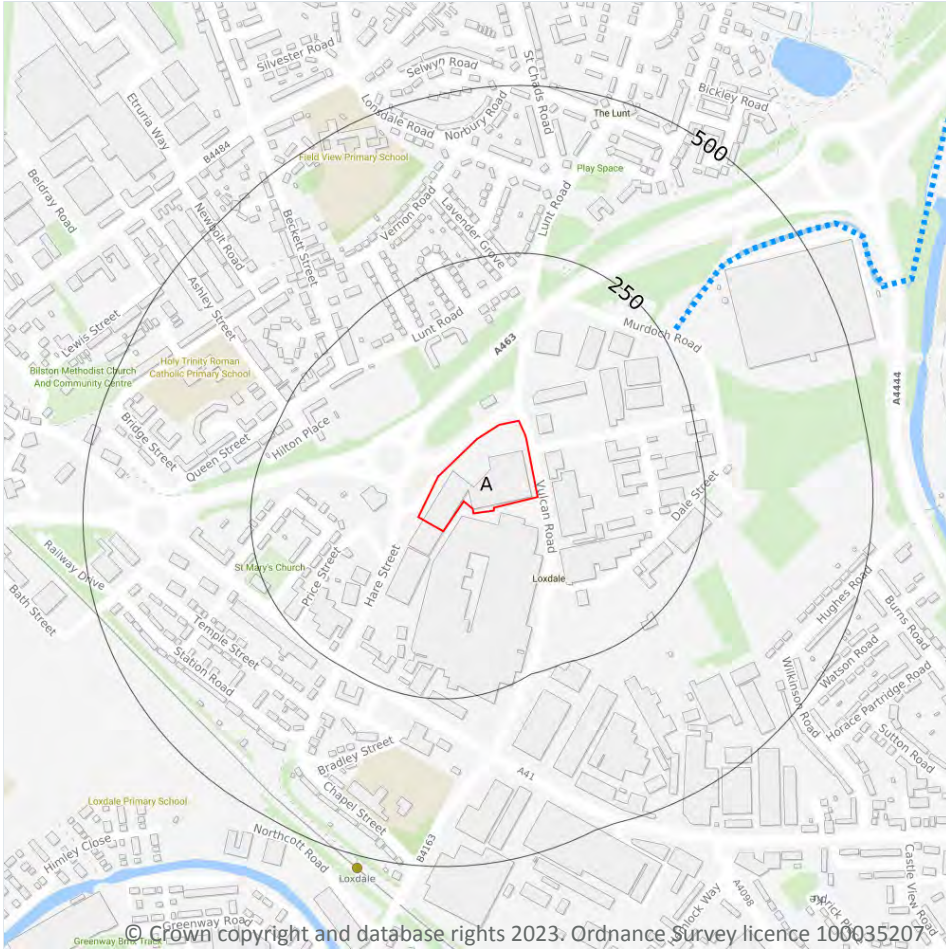 Silvester Road
Selwyn Road
St Chads Road
Bickley Road
Etruria Way
Lonsdale Road
Norbury Road
The Lunt
500
B4484
Field View Primary School
Play Space
Beldray Road
Vernon Road
Lavender Grove
Lunt Road
Newbolt Road
Beckett Street
Ashley Street
250
Lunt Road
Murdoch Road
A463
Lewis Street
Holy Trinity Roman
Catholic Primary School
Bilston Methodist Church
And Community Centre
A4444
Bridge Street
Queen Street
Hilton Place
A
Vulcan Road
Dale Street
Railway Drive
St Mary's Church
Price Street
Hare Street
Loxdale
Bath Street
Hughes Road
Burns Road
Temple Street
Station Road
Watson Road
Wilkinson Road
Horace Partridge Road
Sutton Road
Bradley Street
A41
Chapel Street
Loxdale Primary School
Northcott Road
B4163
Himley Close
Loxdale
Castle View Road
A4098
Greenway Road
Greenway Bmx Track
© Crown copyright and database rights 2023. Ordnance Survey licence 100035207.